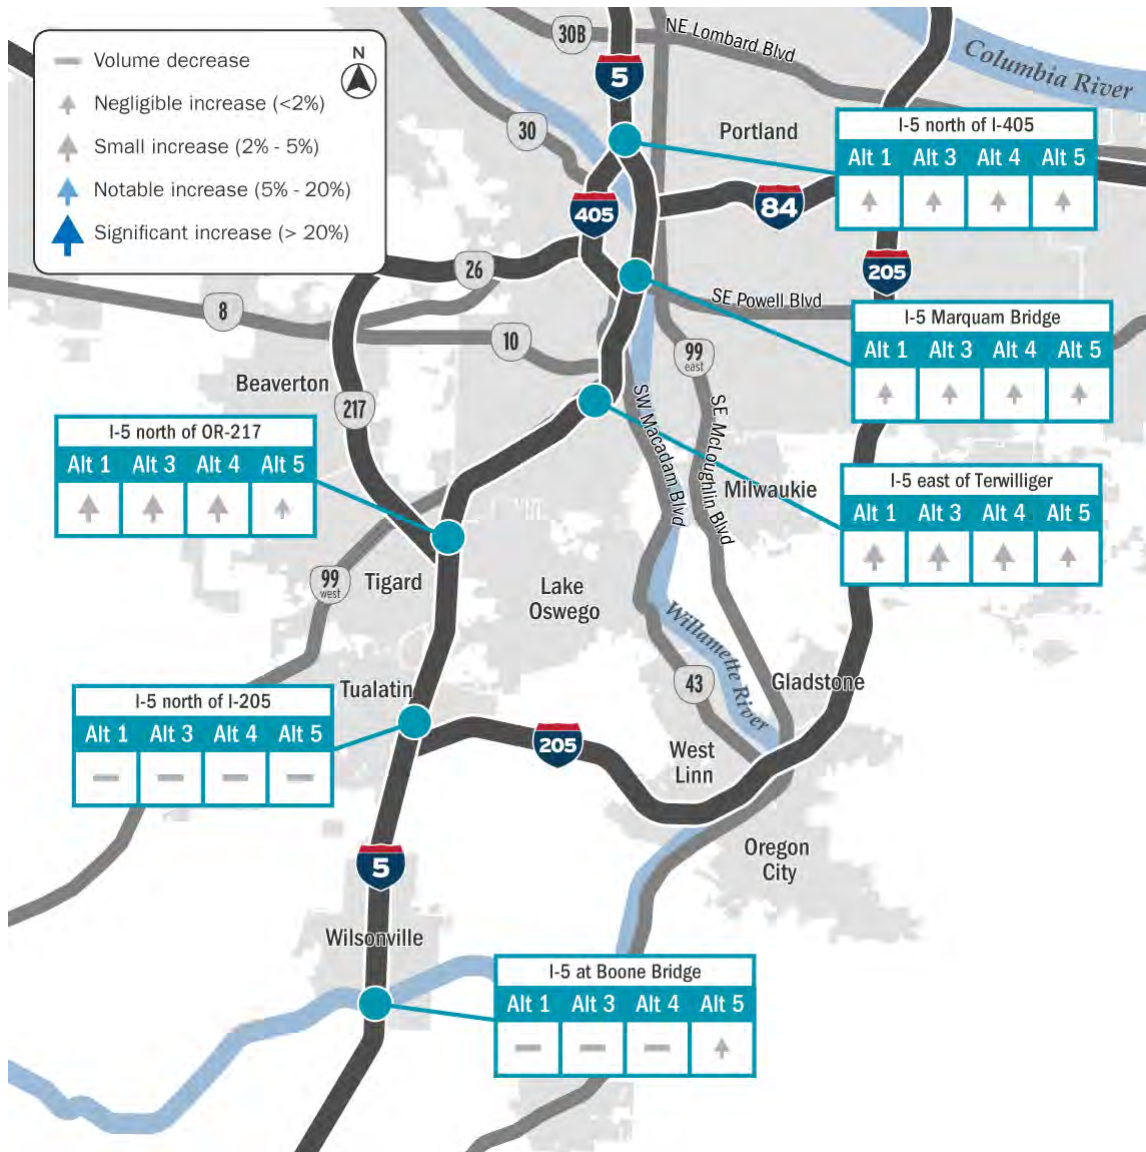 Volume decrease
N
Negligible increase (<2%)
Small increase (2% - 5%)
Notable increase (5% - 20%)
Significant increase (> 20%)
30B
NE Lombard Blvd
5
Columbia River
30
Portland
I-5 north of I-405
Alt 1 Alt 3 Alt 4 Alt 5
405
84
26
205
8
SE Powell Blvd
I-5 Marquam Bridge
Alt 1 Alt 3 Alt 4 Alt 5
10
99
east
Beaverton
217
SW Macadam Blvd
SE McLoughlin Blvd
I-5 north of OR-217
Alt 1 Alt 3 Alt 4 Alt 5
Milwaukie
I-5 east of Terwilliger
Alt 1 Alt 3 Alt 4 Alt 5
99
west
Tigard
Lake
Oswego
Willamette River
43
Gladstone
Tualatin
I-5 north of I-205
Alt 1 Alt 3 Alt 4 Alt 5
205
West
Linn
5
Oregon
City
Wilsonville
I-5 at Boone Bridge
Alt 1 Alt 3 Alt 4 Alt 5